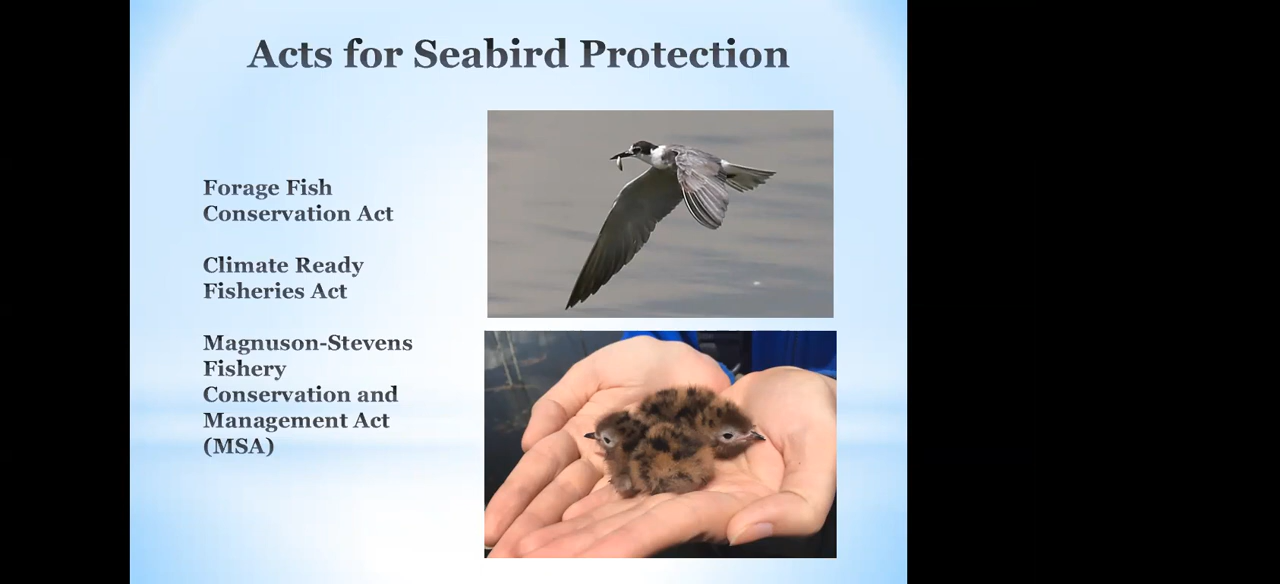 Acts for Seabird Protection
Forage Fish
Conservation Act
Climate Ready
Fisheries Act
Magnuson-Stevens
Fishery
Conservation and
Management Act
(MSA)